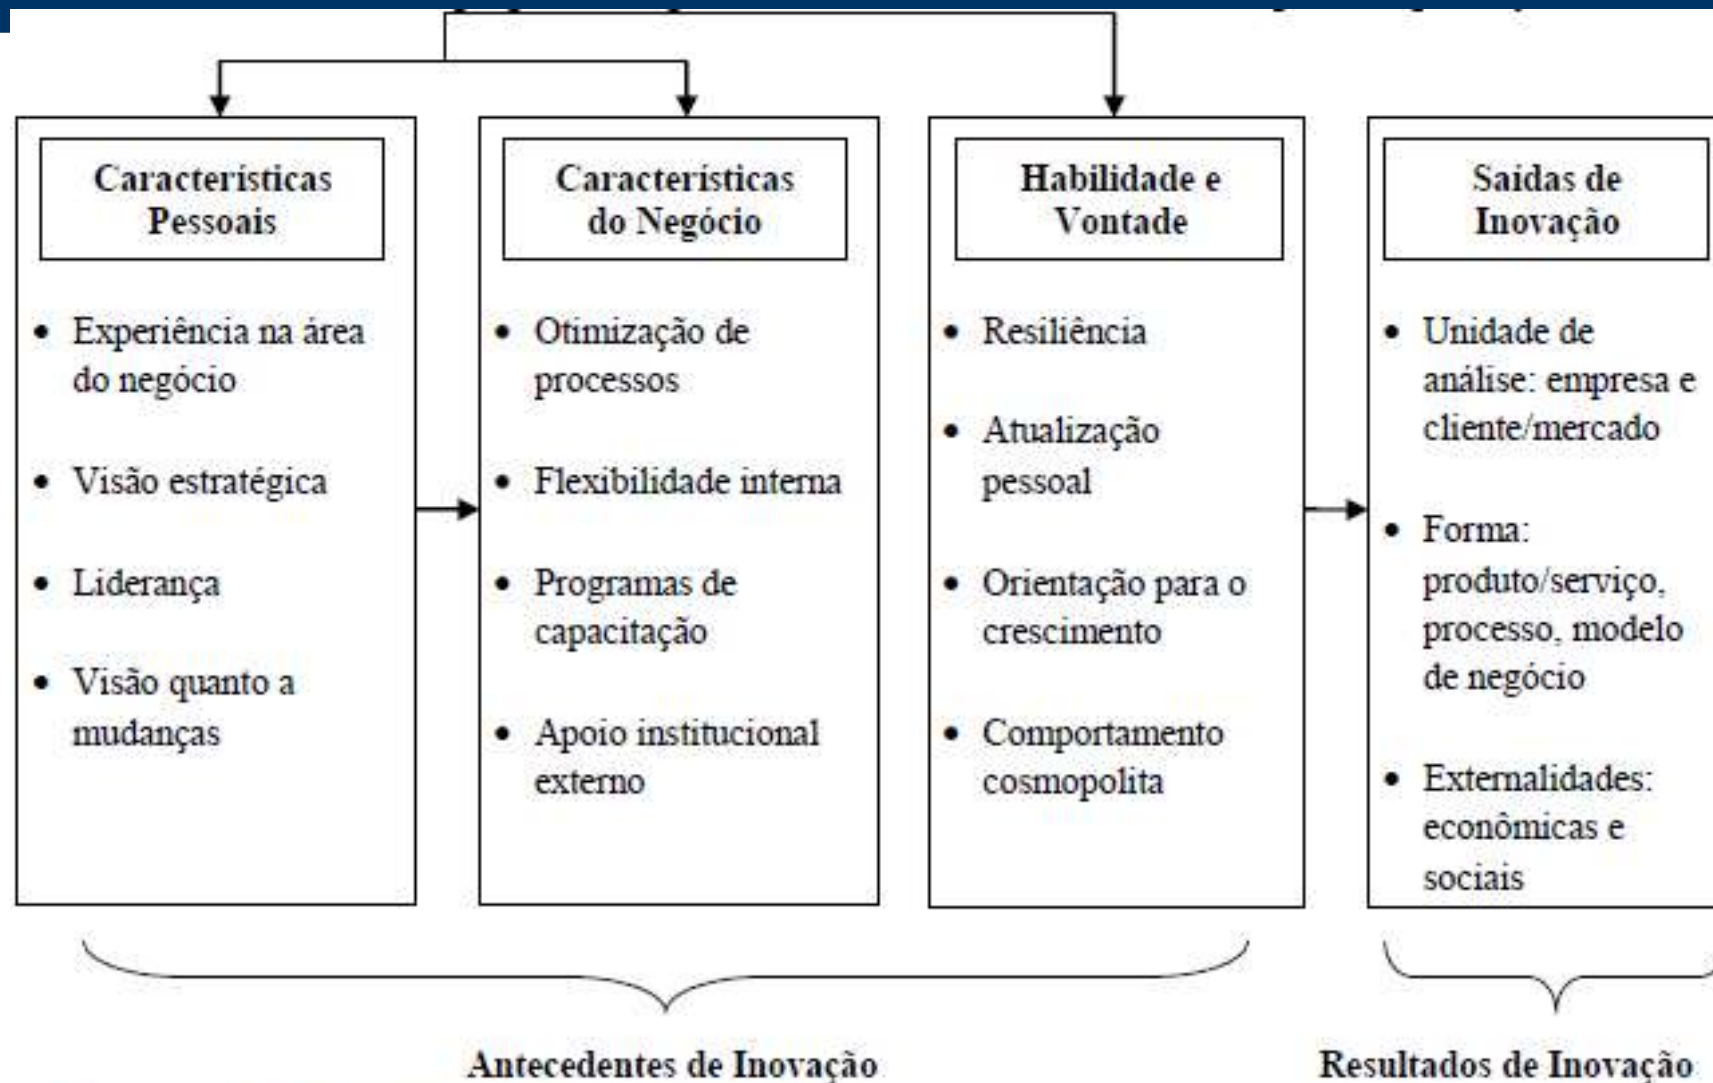 Características
Pessoais
• Experiência na área
do negócio
• Visão estratégica
• Liderança
• Visão quanto a
mudanças
Características
do Negócio
• Otimização de
processos
• Flexibilidade interna
• Programas de
capacitação
• Apoio institucional
externo
Habilidade e
Vontade
• Resiliência
• Atualização
pessoal
• Orientação para o
crescimento
• Comportamento
cosmopolita
Saídas de
Inovação
• Unidade de
análise: empresa e
cliente/mercado
• Forma:
produto/serviço,
processo, modelo
de negócio
• Externalidades:
econômicas e
sociais
Antecedentes de Inovação
Resultados de Inovação